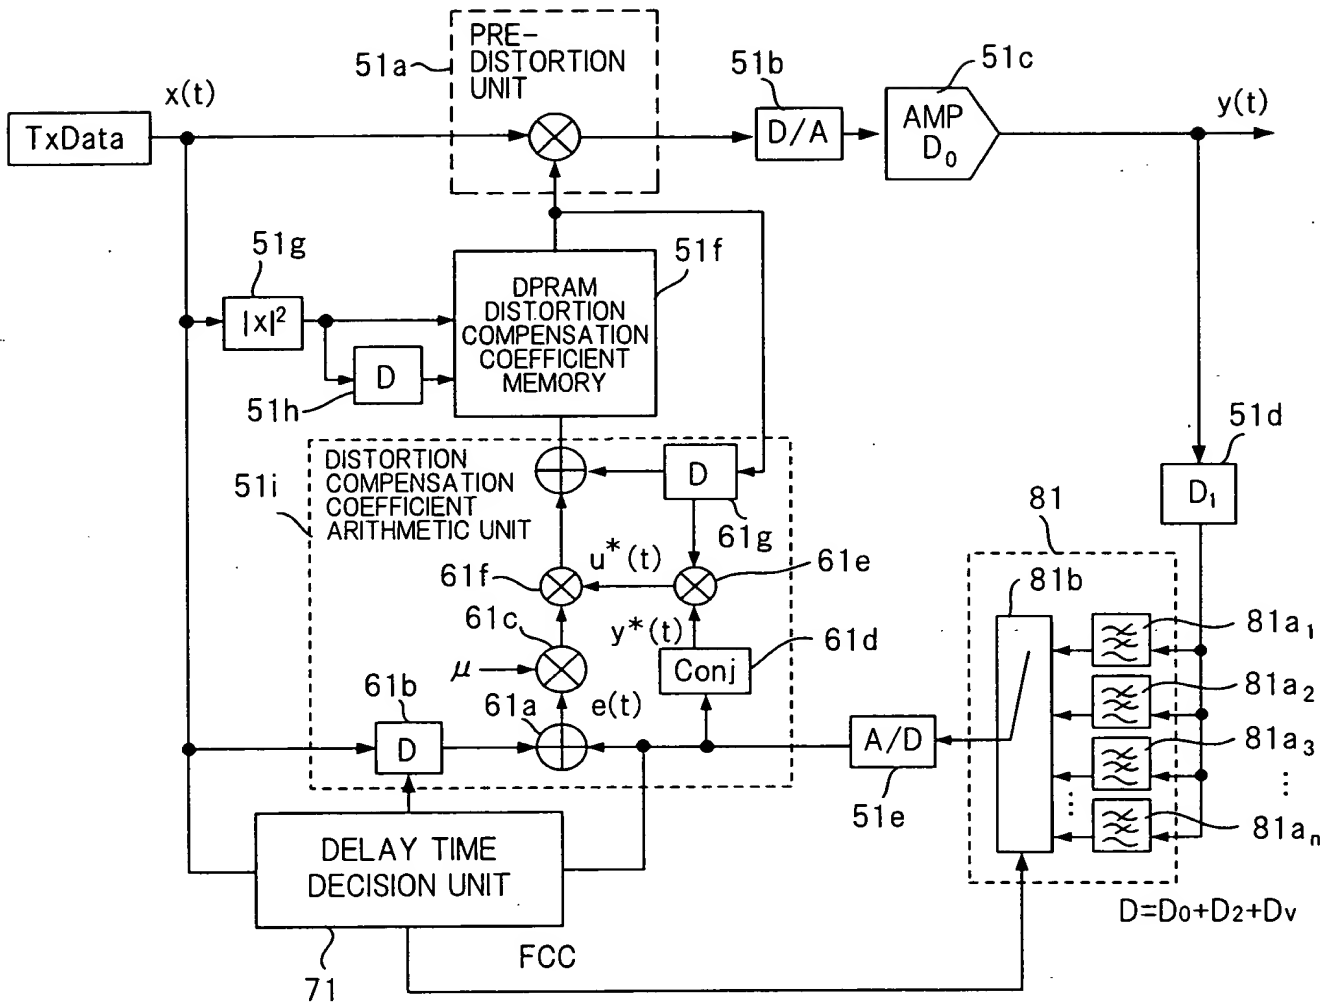 PRE-
DISTORTION
UNIT
51a
x(t)
TxData
51b
D/A
51c
AMP
D₀
y(t)
51g
|x|²
51f
DPRAM
DISTORTION
COMPENSATION
COEFFICIENT
MEMORY
D
51h
51d
D₁
DISTORTION
COMPENSATION
COEFFICIENT
ARITHMETIC UNIT
51i
D
61g
81
81b
61f
u*(t)
61e
61c
y*(t)
61d
81a₁
μ
Conj
81a₂
61b
61a
e(t)
D
A/D
51e
81a₃
⋮
⋮
81aₙ
DELAY TIME
DECISION UNIT
71
FCC
D=D₀+D₂+Dᵥ